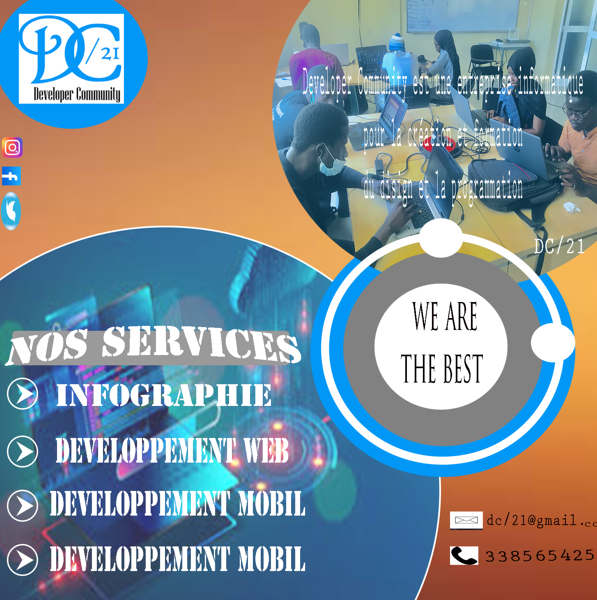 DC/21
Developer Community
Developer Community est une entreprise informatique
pour la création et formation
du disign et la programmation
DC/21
WE ARE
THE BEST
NOS SERVICES
INFOGRAPHIE
DEVELOPPEMENT WEB
DEVELOPPEMENT MOBIL
DEVELOPPEMENT MOBIL
dc/21@gmail.co
338565425